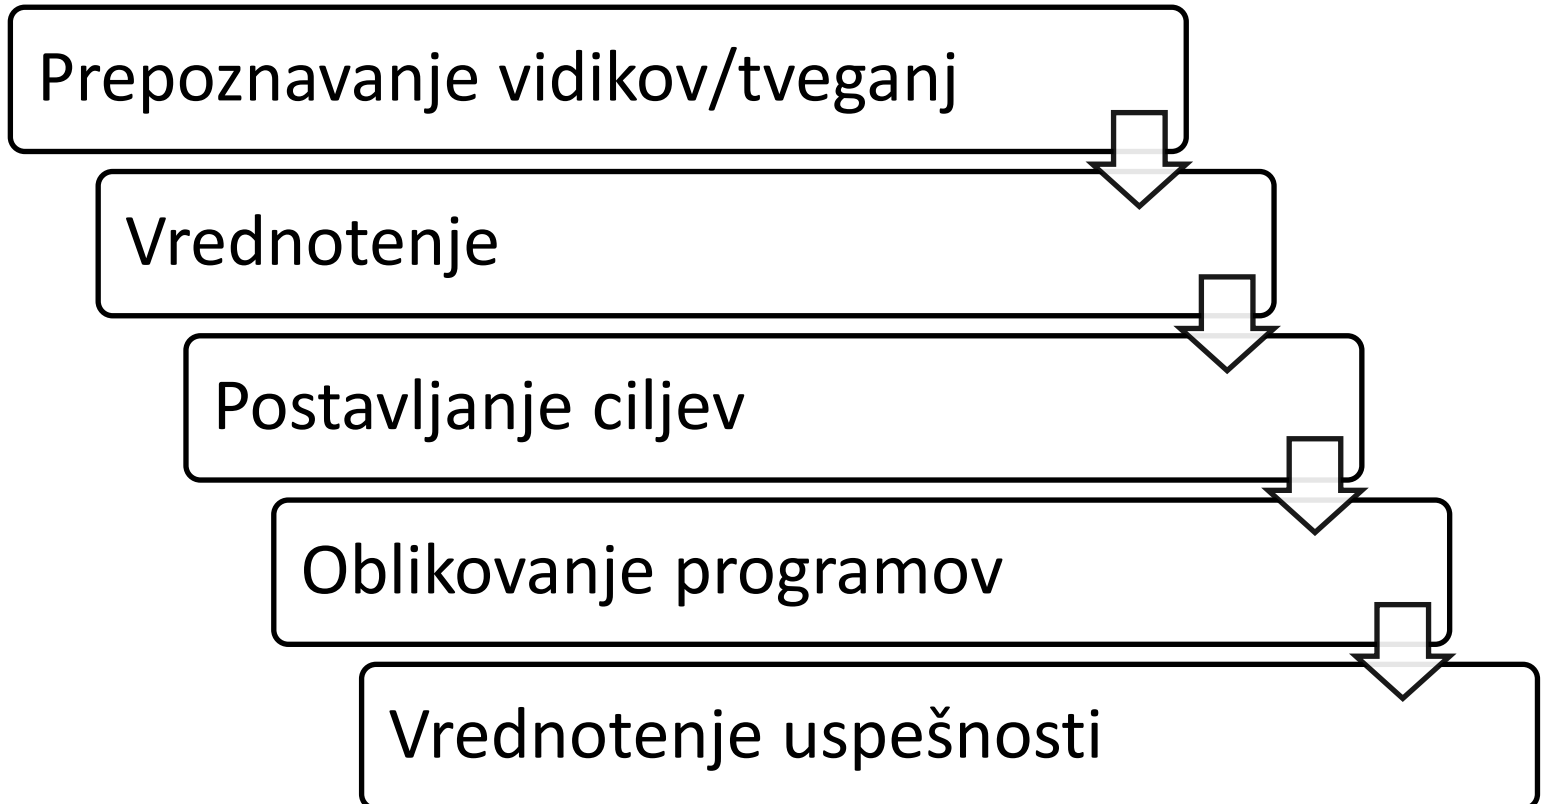 Prepoznavanje vidikov/tveganj
Vrednotenje
Postavljanje ciljev
Oblikovanje programov
Vrednotenje uspešnosti